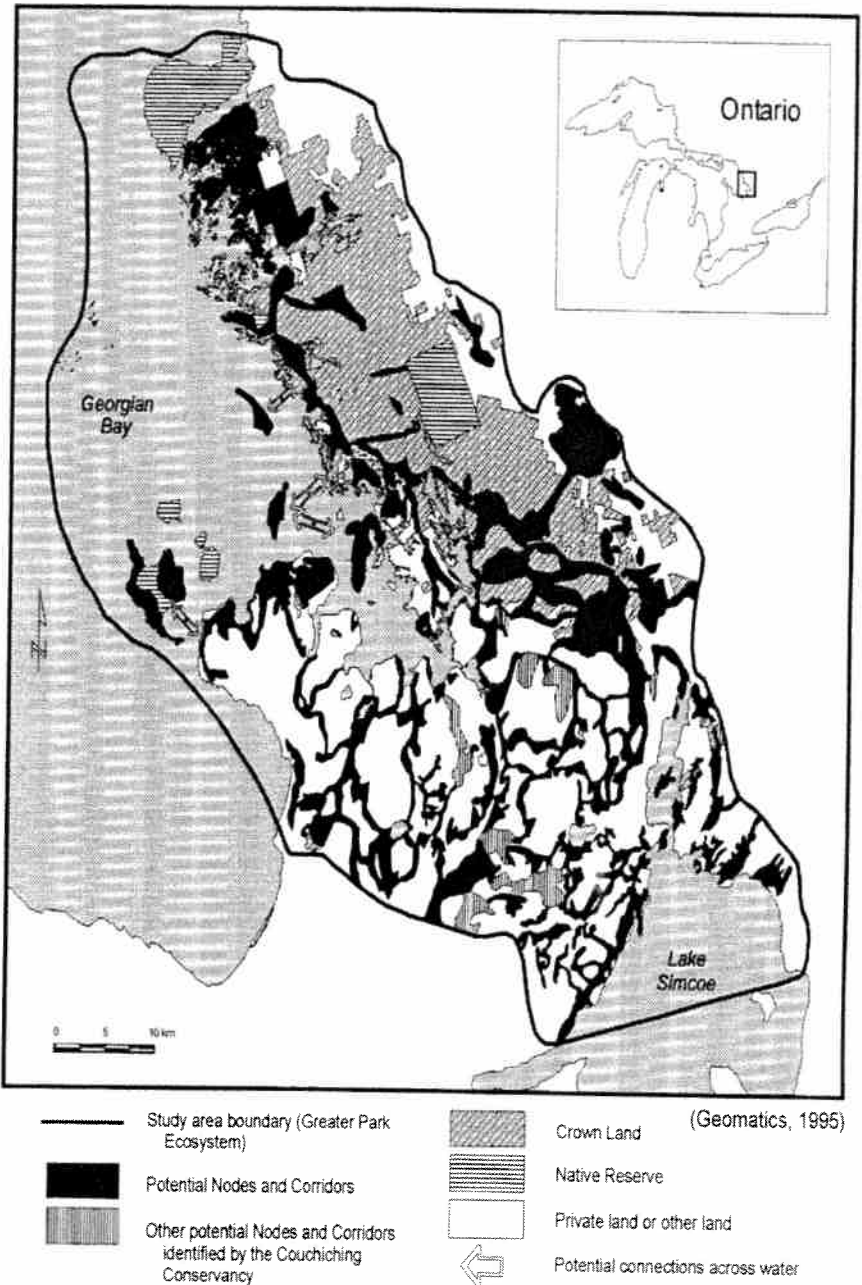 Ontario
Georgian
Bay
Lake
Simcoe
0 5 10 km
Study area boundary (Greater Park
Ecosystem)
Potential Nodes and Corridors
Other potential Nodes and Corridors
identified by the Couchiching
Conservancy
(Geomatics, 1995)
Crown Land
Native Reserve
Private land or other land
Potential connections across water